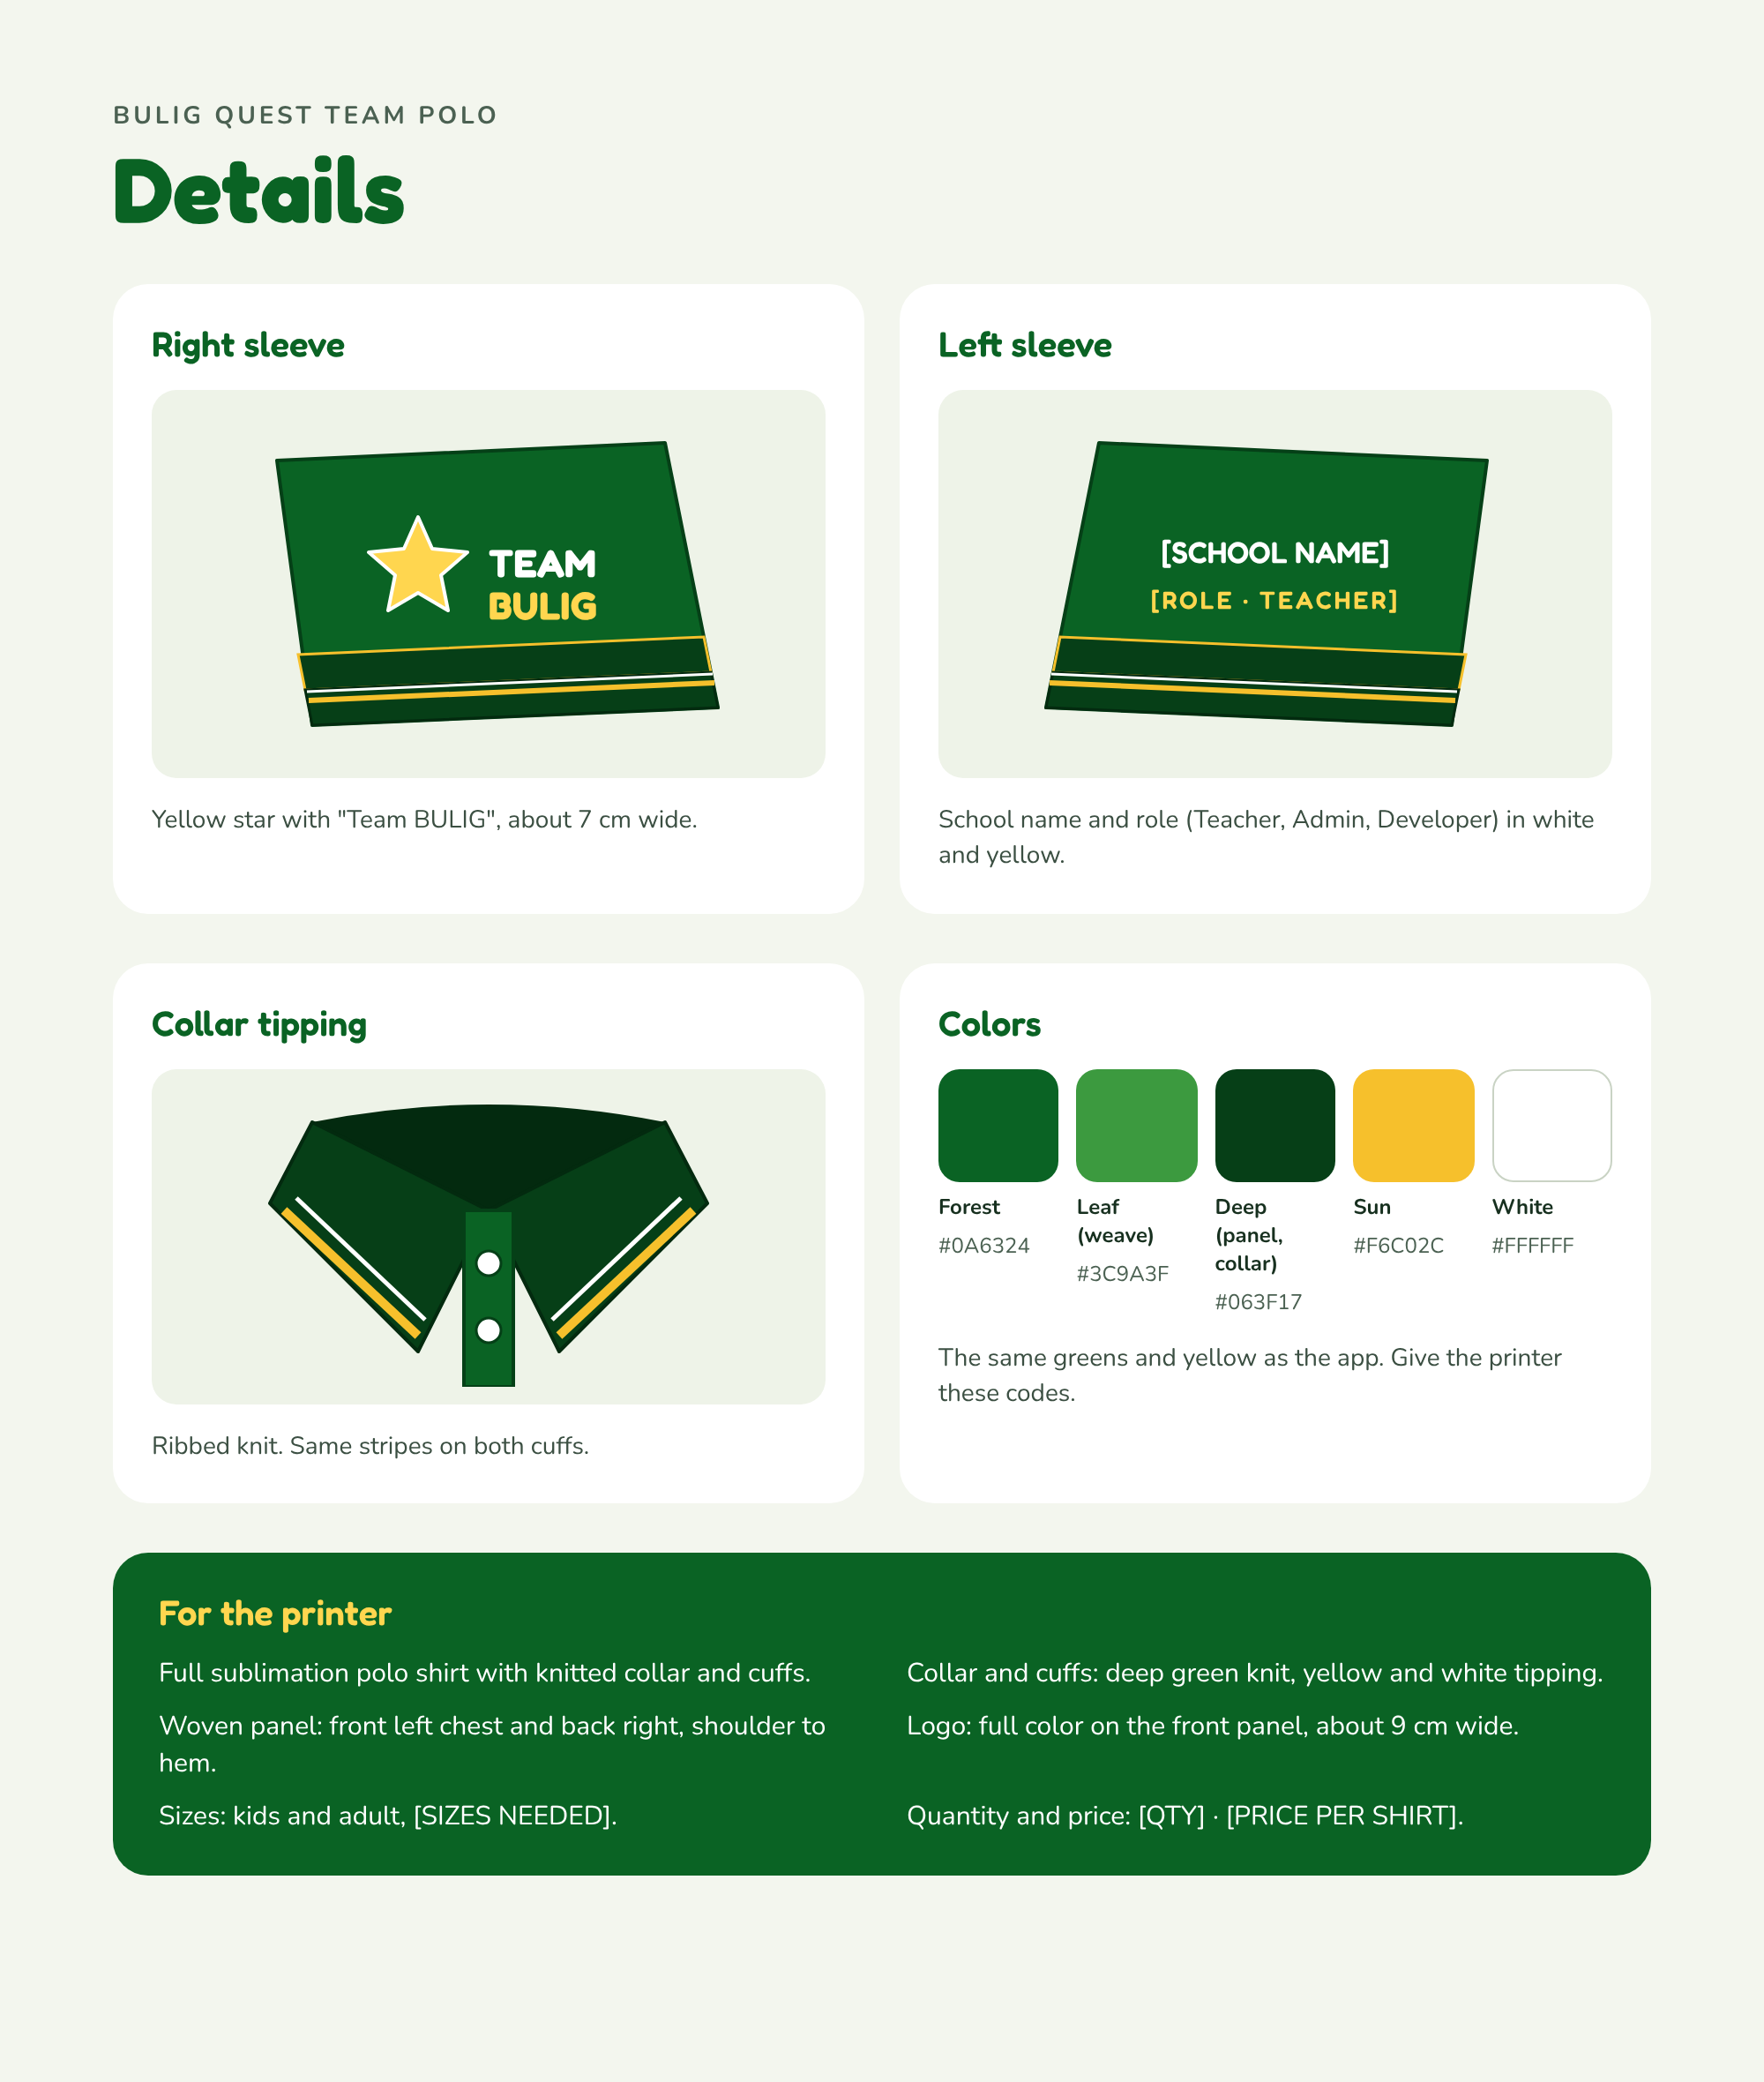 BULIG QUEST TEAM POLO
Details
Right sleeve
TEAM
BULIG
Yellow star with "Team BULIG", about 7 cm wide.
Left sleeve
[SCHOOL NAME]
[ROLE · TEACHER]
School name and role (Teacher, Admin, Developer) in white
and yellow.
Collar tipping
Ribbed knit. Same stripes on both cuffs.
Colors
Forest
#0A6324
Leaf
(weave)
#3C9A3F
Deep
(panel,
collar)
#063F17
Sun
#F6C02C
White
#FFFFFF
The same greens and yellow as the app. Give the printer
these codes.
For the printer
Full sublimation polo shirt with knitted collar and cuffs.
Collar and cuffs: deep green knit, yellow and white tipping.
Woven panel: front left chest and back right, shoulder to
hem.
Logo: full color on the front panel, about 9 cm wide.
Sizes: kids and adult, [SIZES NEEDED].
Quantity and price: [QTY] · [PRICE PER SHIRT].